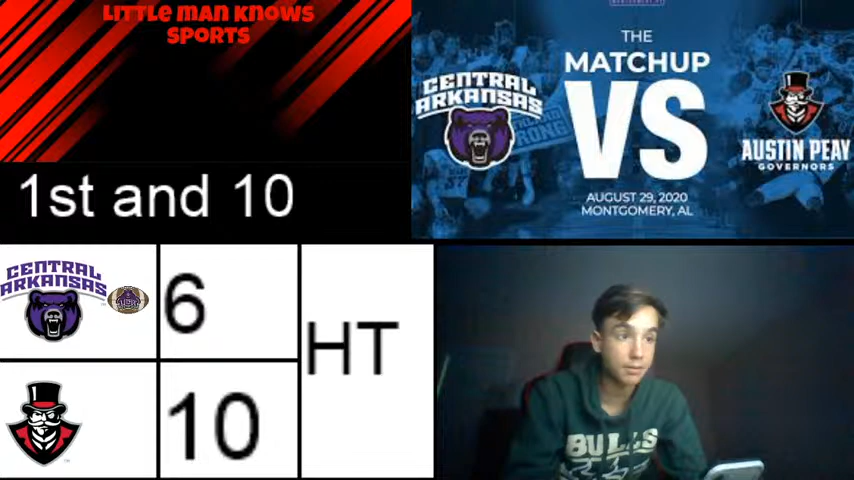 LITTLE MAN KNOWS
SPORTS
THE
MATCHUP
VS
CENTRAL
ARKANSAS
AUSTIN PEAY
GOVERNORS
AUGUST 29, 2020
MONTGOMERY, AL
1st and 10
CENTRAL
ARKANSAS
6
HT
10
BULLS